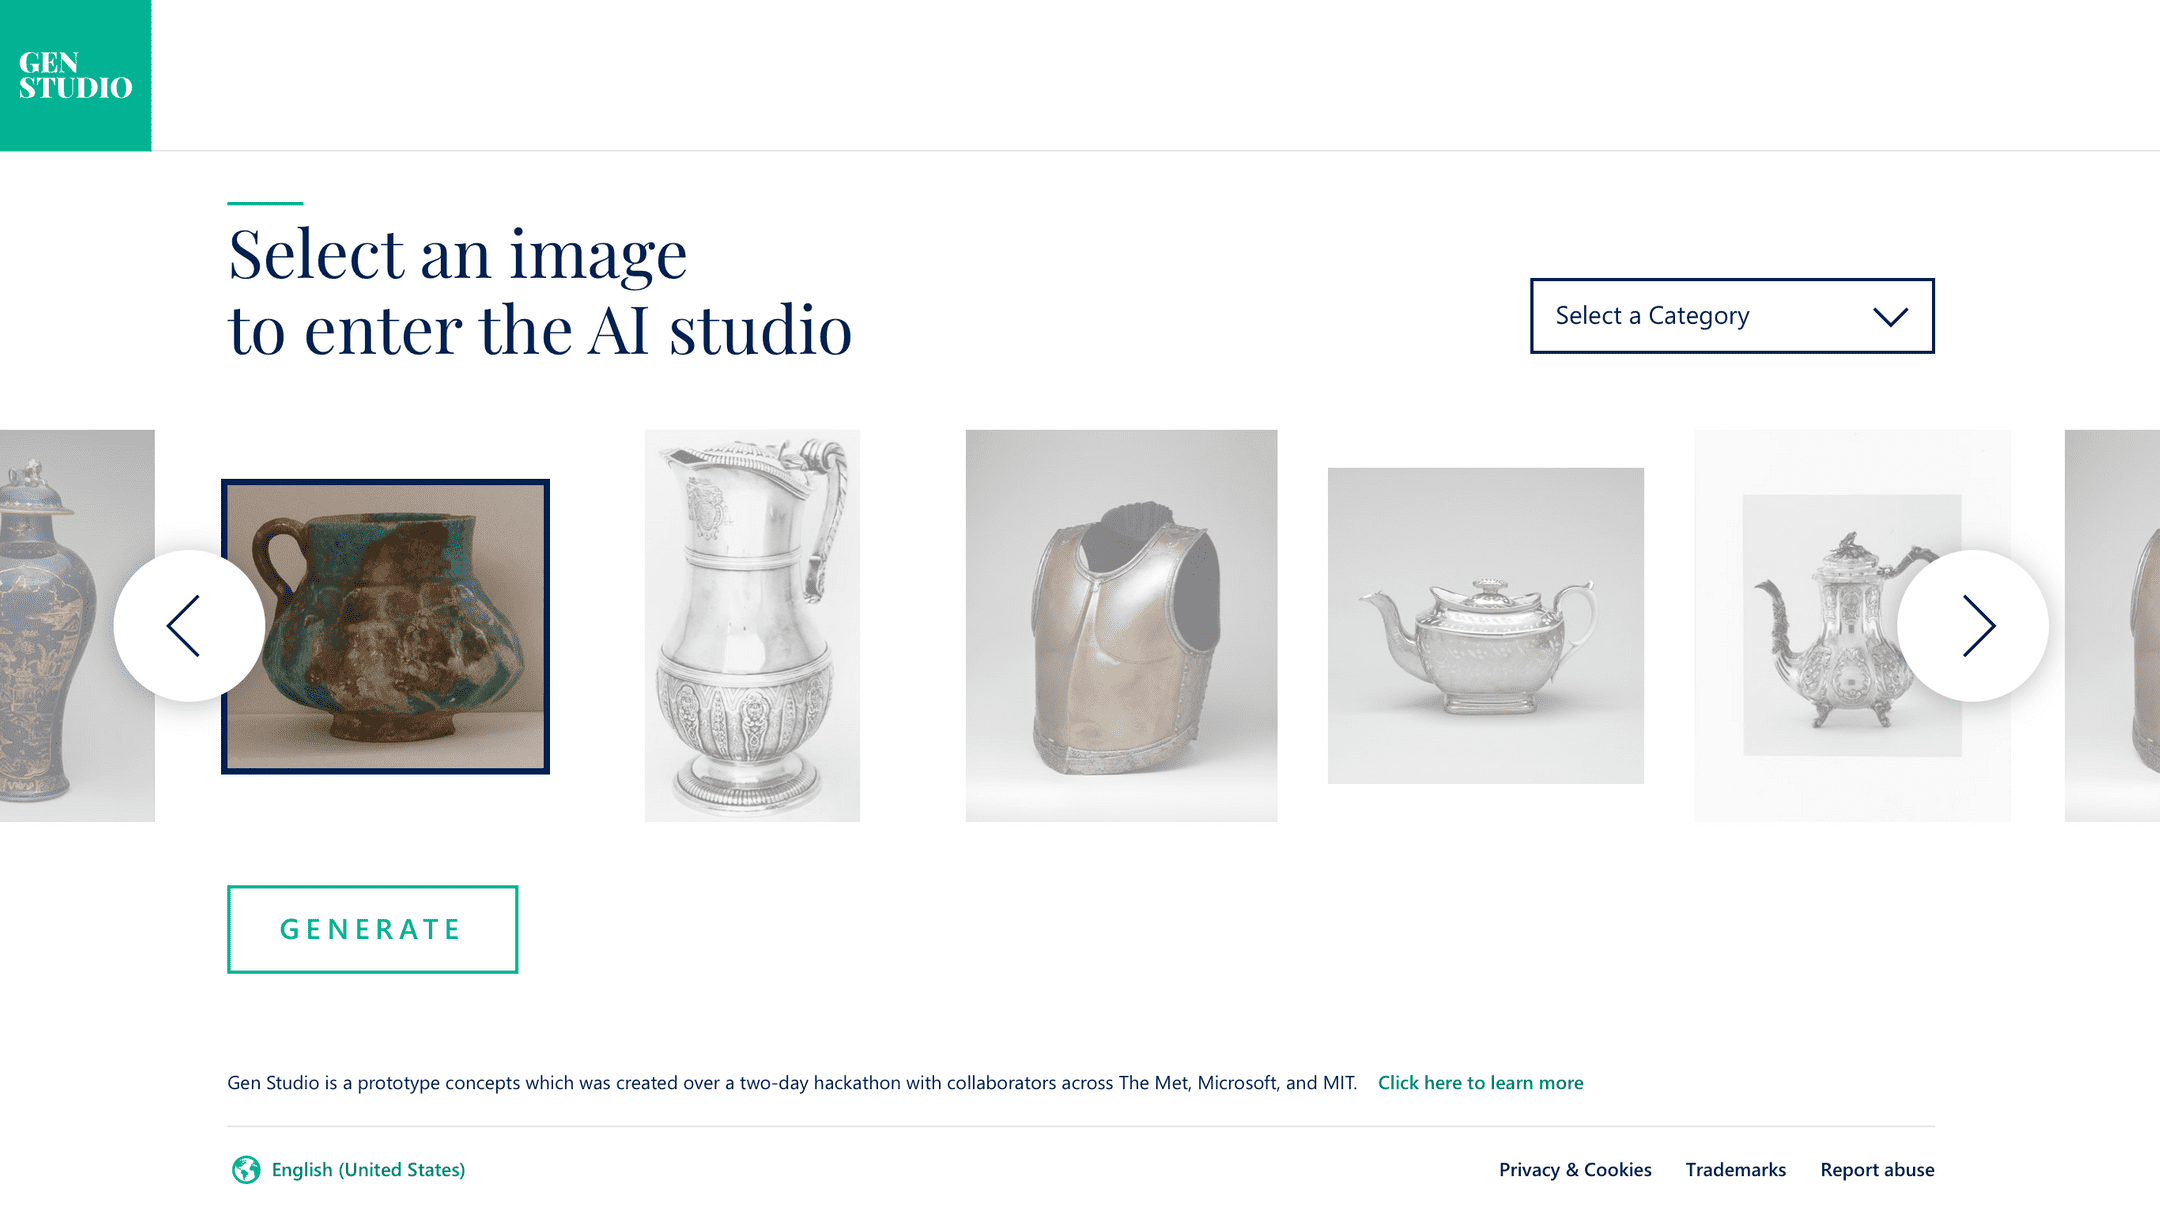 GEN
STUDIO
Select an image
to enter the AI studio
Select a Category
GENERATE
Gen Studio is a prototype concepts which was created over a two-day hackathon with collaborators across The Met, Microsoft, and MIT. Click here to learn more
English (United States)
Privacy & Cookies Trademarks Report abuse